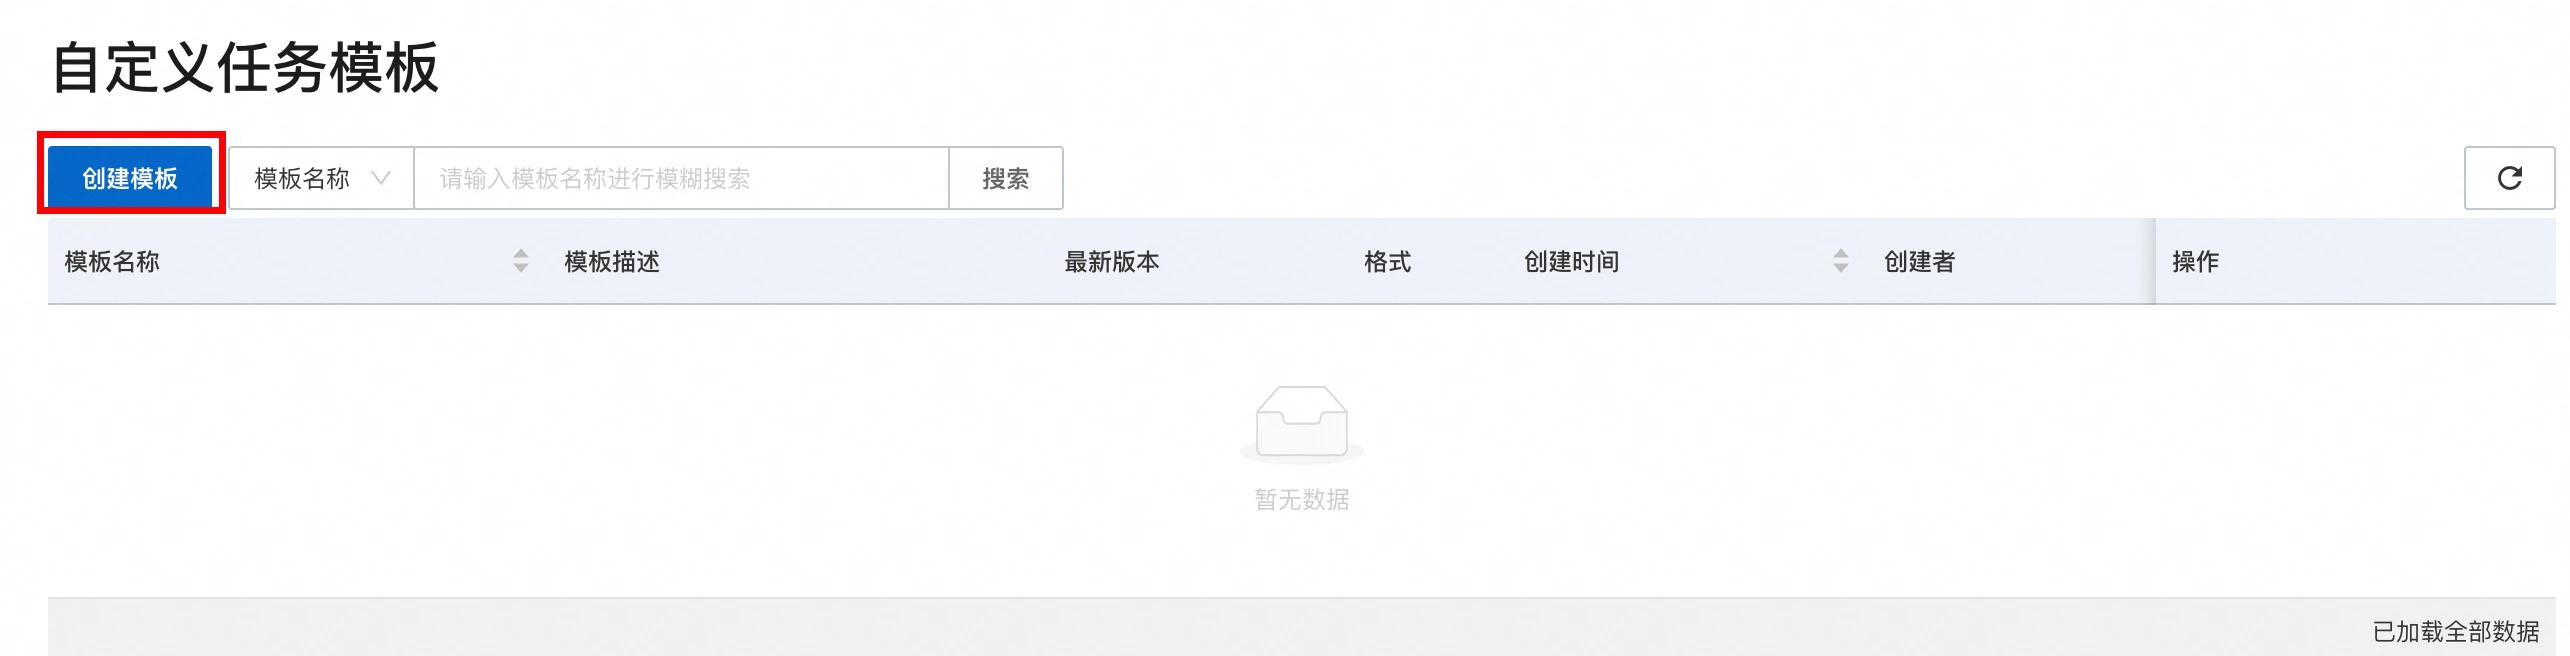 自定义任务模板
创建模板 模板名称 请输入模板名称进行模糊搜索 搜索
模板名称 模板描述 最新版本 格式 创建时间 创建者 操作
暂无数据
已加载全部数据